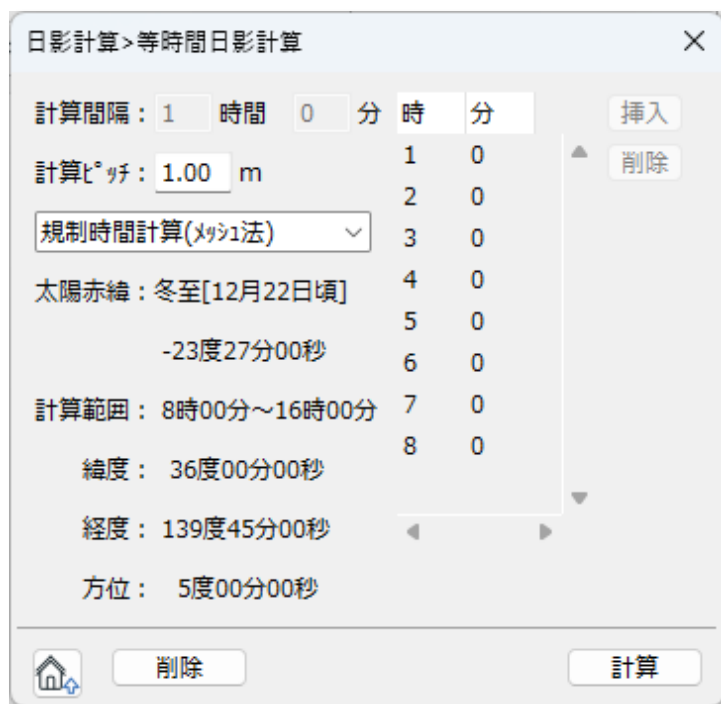 日影計算>等時間日影計算
計算間隔：1 時間 0 分
計算ﾋﾟｯﾁ：1.00 m
規制時間計算(ﾒｯｼｭ法)
太陽赤緯：冬至[12月22日頃]
-23度27分00秒
計算範囲： 8時00分～16時00分
緯度： 36度00分00秒
経度： 139度45分00秒
方位： 5度00分00秒
時 分
1 0
2 0
3 0
4 0
5 0
6 0
7 0
8 0
挿入
削除
削除
計算